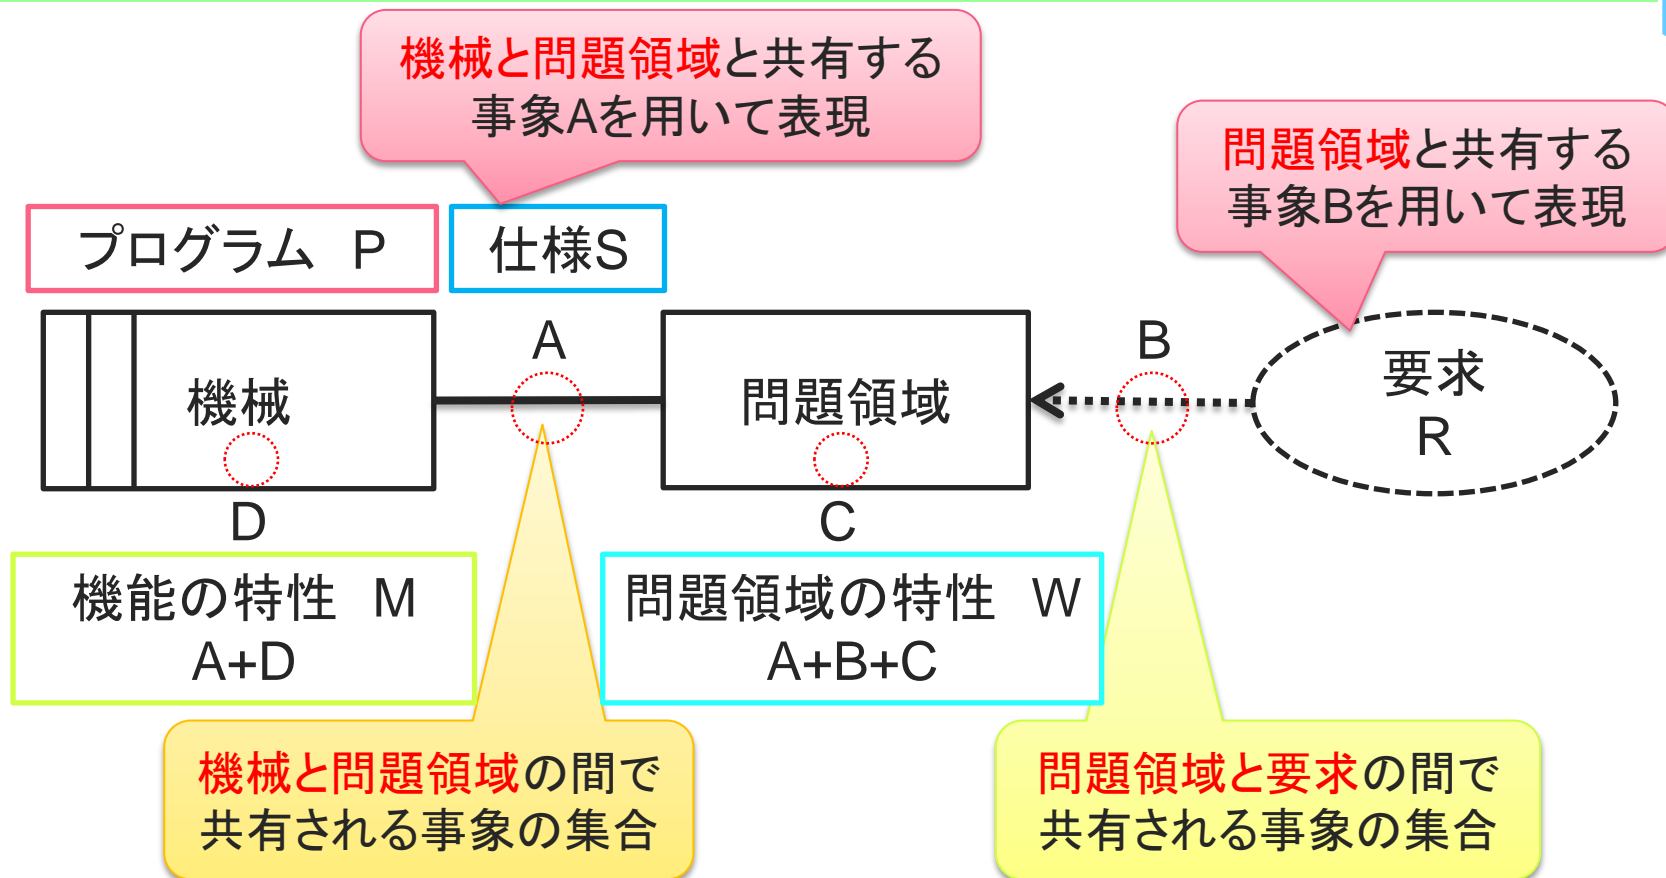 機械と問題領域と共有する
事象Aを用いて表現
問題領域と共有する
事象Bを用いて表現
プログラム　P
仕様S
A
B
機械
問題領域
要求
R
D
C
機能の特性　M
A+D
問題領域の特性　W
A+B+C
機械と問題領域の間で
共有される事象の集合
問題領域と要求の間で
共有される事象の集合